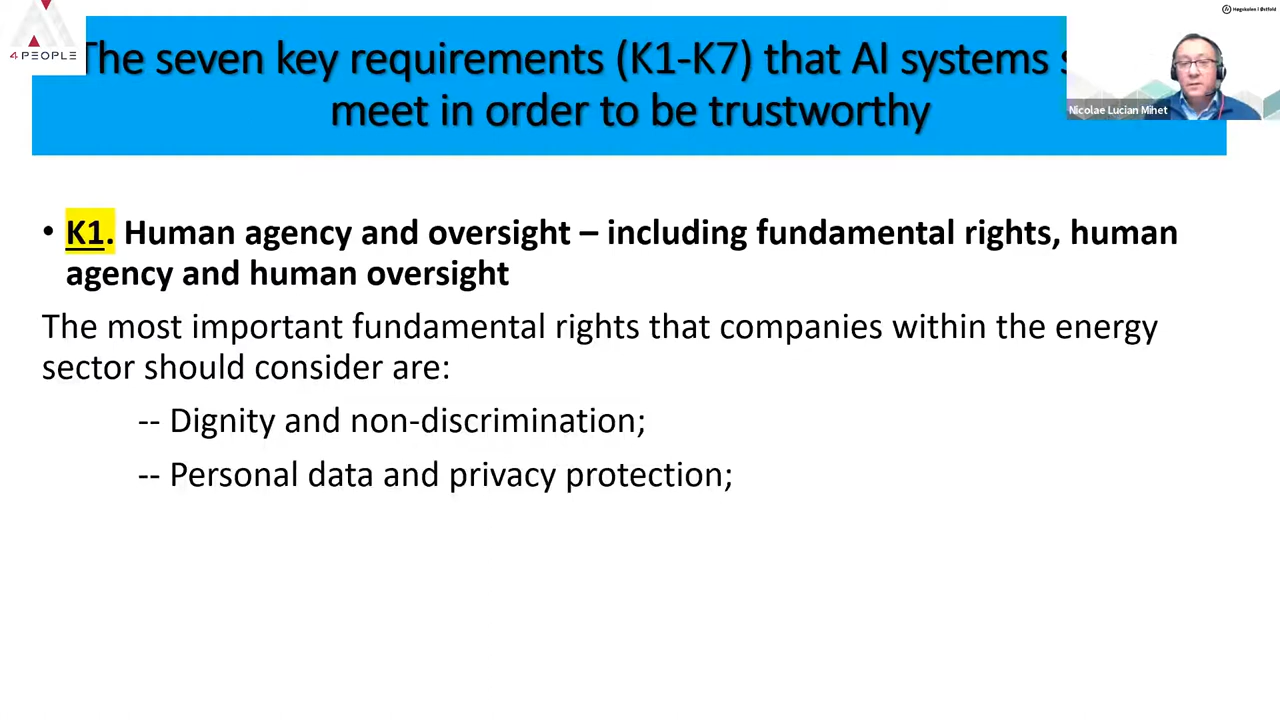 4PEOPLE
Høgskolen i Østfold
The seven key requirements (K1-K7) that AI systems
meet in order to be trustworthy
Nicolae Lucian Mihet
• K1. Human agency and oversight – including fundamental rights, human
agency and human oversight
The most important fundamental rights that companies within the energy
sector should consider are:
-- Dignity and non-discrimination;
-- Personal data and privacy protection;